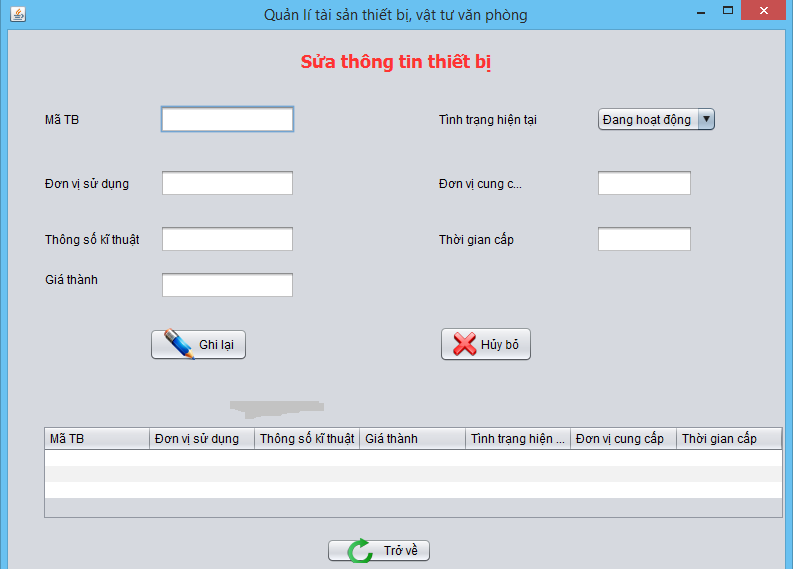 Quản lí tài sản thiết bị, vật tư văn phòng
Sửa thông tin thiết bị
Mã TB
Tình trạng hiện tại
Đang hoạt động
Đơn vị sử dụng
Đơn vị cung c...
Thông số kĩ thuật
Thời gian cấp
Giá thành
Ghi lại
Hủy bỏ
Mã TB Đơn vị sử dụng Thông số kĩ thuật Giá thành Tình trạng hiện ... Đơn vị cung cấp Thời gian cấp
Trở về